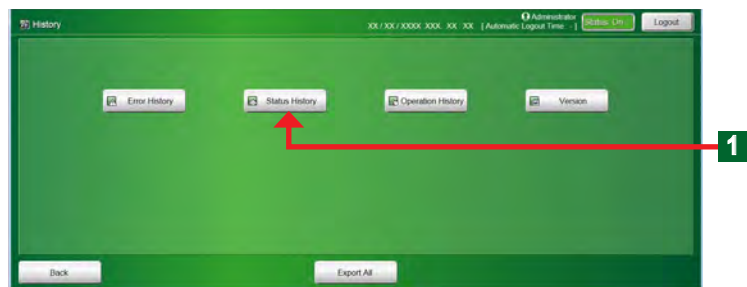 History
XX / XX / XXXX XXX XX : XX [ Automatic Logout Time - ]
Administrator
Status: On
Logout
Error History
Status History
Operation History
Version
1
Back
Export All